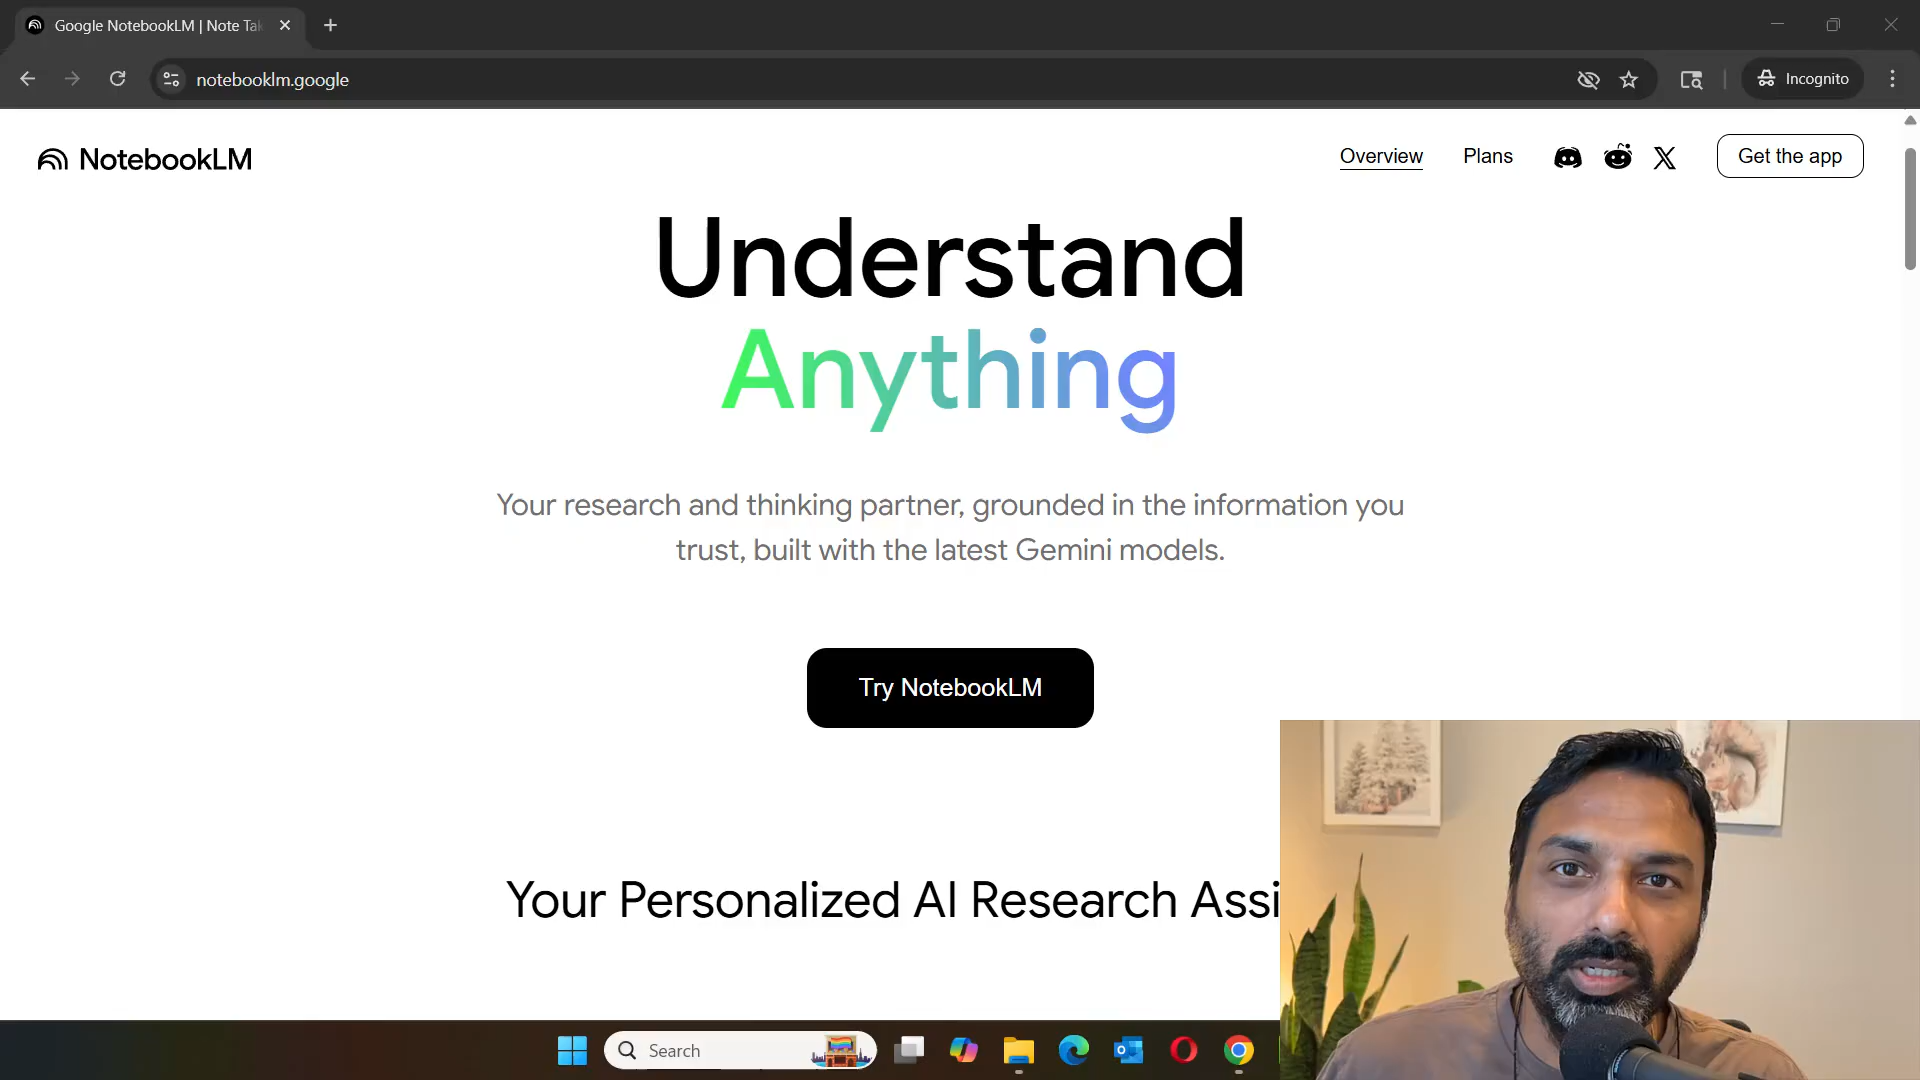 Google NotebookLM | Note Tak
notebooklm.google
Incognito
NotebookLM
Overview
Plans
Get the app
Understand
Anything
Your research and thinking partner, grounded in the information you
trust, built with the latest Gemini models.
Try NotebookLM
Your Personalized AI Research Assi
Search